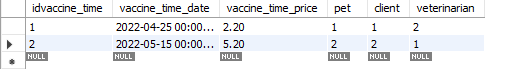 idvaccine_time vaccine_time_date vaccine_time_price pet client veterinarian
1 2022-04-25 00:00... 2.20 1 1 2
2 2022-05-15 00:00... 5.20 2 2 1
NULL NULL NULL NULL NULL NULL